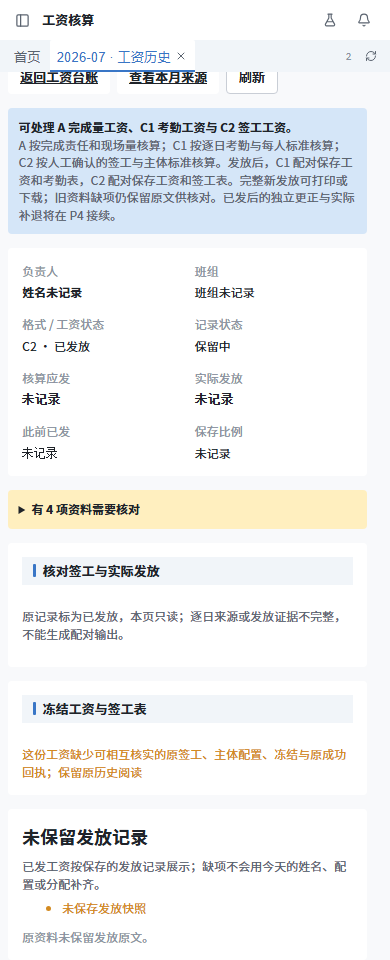 工资核算
首页
2026-07 · 工资历史 ×
2
返回工资台账
查看本月来源
刷新
可处理 A 完成量工资、C1 考勤工资与 C2 签工工资。
A 按完成责任和现场量核算；C1 按逐日考勤与每人标准核算；
C2 按人工确认的签工与主体标准核算。发放后，C1 配对保存工
资和考勤表，C2 配对保存工资和签工表。完整新发放可打印或
下载；旧资料缺项仍保留原文供核对。已发后的独立更正与实际
补退将在 P4 接续。
负责人
班组
姓名未记录
班组未记录
格式 / 工资状态
记录状态
C2 · 已发放
保留中
核算应发
实际发放
未记录
未记录
此前已发
保存比例
未记录
未记录
▶ 有 4 项资料需要核对
核对签工与实际发放
原记录标为已发放，本页只读；逐日来源或发放证据不完整，
不能生成配对输出。
冻结工资与签工表
这份工资缺少可相互核实的原签工、主体配置、冻结与原成功
回执；保留原历史阅读
未保留发放记录
已发工资按保存的发放记录展示；缺项不会用今天的姓名、配
置或分配补齐。
• 未保存发放快照
原资料未保留发放原文。